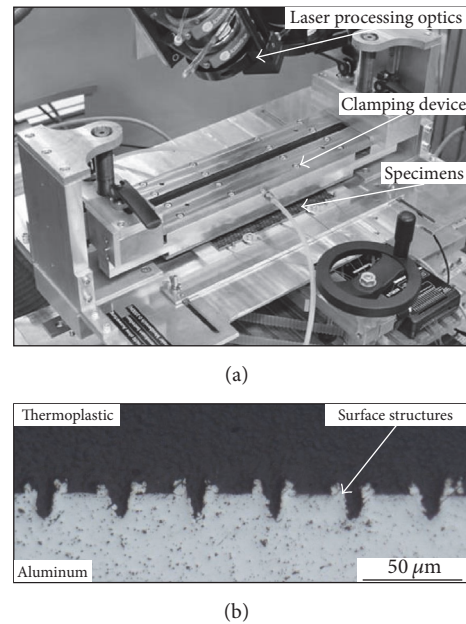 Laser processing optics
Clamping device
Specimens
(a)
Thermoplastic
Surface structures
Aluminum
50 μm
(b)